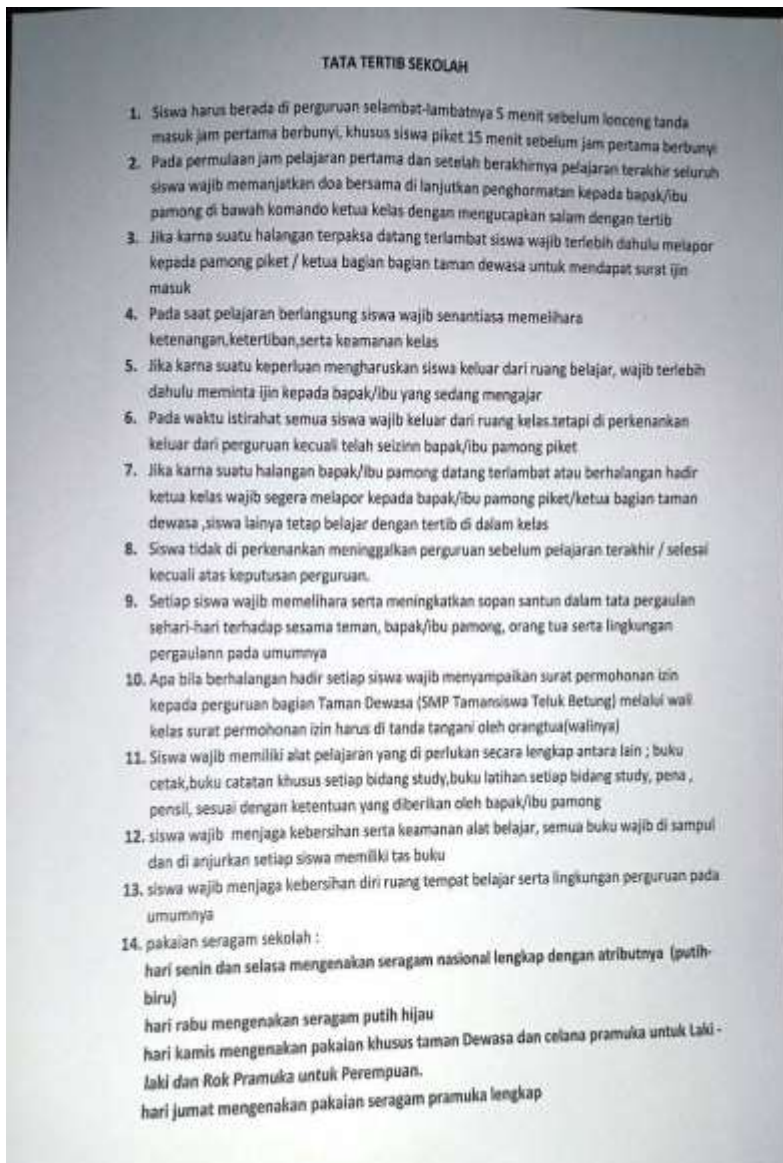 TATA TERTIB SEKOLAH
1. Siswa harus berada di perguruan selambat-lambatnya 5 menit sebelum lonceng tanda
masuk jam pertama berbunyi, khusus siswa piket 15 menit sebelum jam pertama berbunyi
2. Pada permulaan jam pelajaran pertama dan setelah berakhirnya pelajaran terakhir seluruh
siswa wajib memanjatkan doa bersama di lanjutkan penghormatan kepada bapak/ibu
pamong di bawah komando ketua kelas dengan mengucapkan salam dengan tertib
3. Jika karna suatu halangan terpaksa datang terlambat siswa wajib terlebih dahulu melapor
kepada pamong piket / ketua bagian bagian taman dewasa untuk mendapat surat ijin
masuk
4. Pada saat pelajaran berlangsung siswa wajib senantiasa memelihara
ketenangan,ketertiban,serta keamanan kelas
5. Jika karna suatu keperluan mengharuskan siswa keluar dari ruang belajar, wajib terlebih
dahulu meminta ijin kepada bapak/ibu yang sedang mengajar
6. Pada waktu istirahat semua siswa wajib keluar dari ruang kelas.tetapi di perkenankan
keluar dari perguruan kecuali telah seizinn bapak/ibu pamong piket
7. Jika karna suatu halangan bapak/ibu pamong datang terlambat atau berhalangan hadir
ketua kelas wajib segera melapor kepada bapak/ibu pamong piket/ketua bagian taman
dewasa ,siswa lainya tetap belajar dengan tertib di dalam kelas
8. Siswa tidak di perkenankan meninggalkan perguruan sebelum pelajaran terakhir / selesai
kecuali atas keputusan perguruan.
9. Setiap siswa wajib memelihara serta meningkatkan sopan santun dalam tata pergaulan
sehari-hari terhadap sesama teman, bapak/ibu pamong, orang tua serta lingkungan
pergaulann pada umumnya
10. Apa bila berhalangan hadir setiap siswa wajib menyampaikan surat permohonan izin
kepada perguruan bagian Taman Dewasa (SMP Tamansiswa Teluk Betung) melalui wali
kelas surat permohonan izin harus di tanda tangani oleh orangtua(walinya)
11. Siswa wajib memiliki alat pelajaran yang di perlukan secara lengkap antara lain ; buku
cetak,buku catatan khusus setiap bidang study,buku latihan setiap bidang study, pena ,
pensil, sesuai dengan ketentuan yang diberikan oleh bapak/ibu pamong
12. siswa wajib menjaga kebersihan serta keamanan alat belajar, semua buku wajib di sampul
dan di anjurkan setiap siswa memiliki tas buku
13. siswa wajib menjaga kebersihan diri ruang tempat belajar serta lingkungan perguruan pada
umumnya
14. pakaian seragam sekolah :
hari senin dan selasa mengenakan seragam nasional lengkap dengan atributnya (putih-
biru)
hari rabu mengenakan seragam putih hijau
hari kamis mengenakan pakaian khusus taman Dewasa dan celana pramuka untuk Laki -
laki dan Rok Pramuka untuk Perempuan.
hari jumat mengenakan pakaian seragam pramuka lengkap